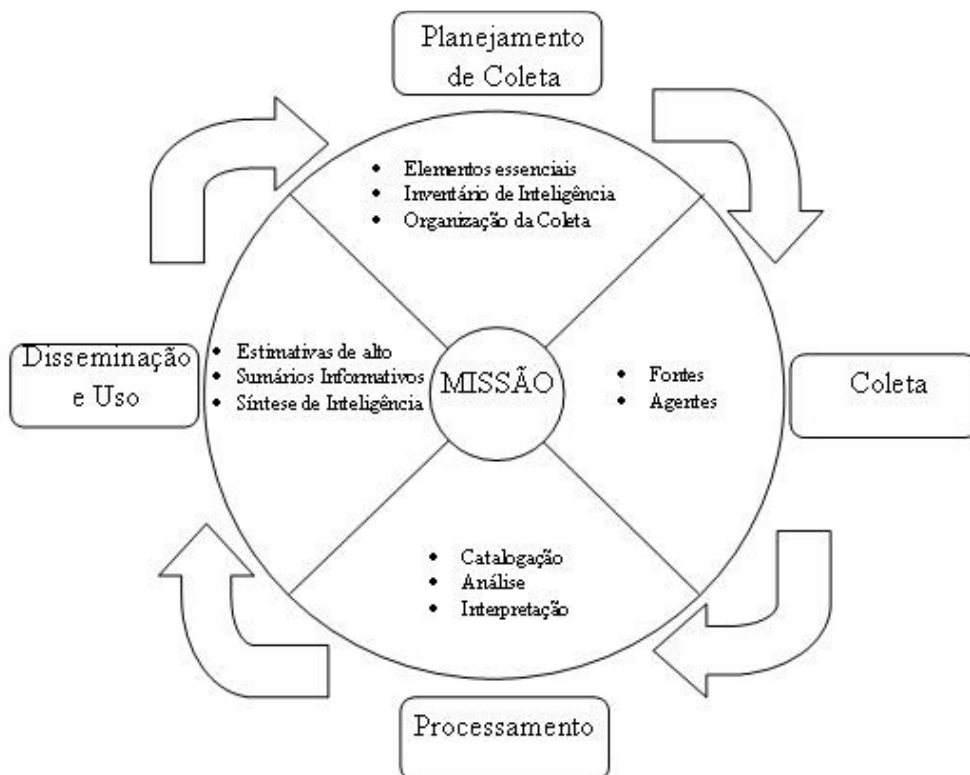 Planejamento
de Coleta
• Elementos essenciais
• Inventário de Inteligência
• Organização da Coleta
Disseminação
e Uso
• Estimativas de alto
• Sumários Informativos
• Síntese de Inteligência
MISSÃO
• Fontes
• Agentes
Coleta
• Catalogação
• Análise
• Interpretação
Processamento